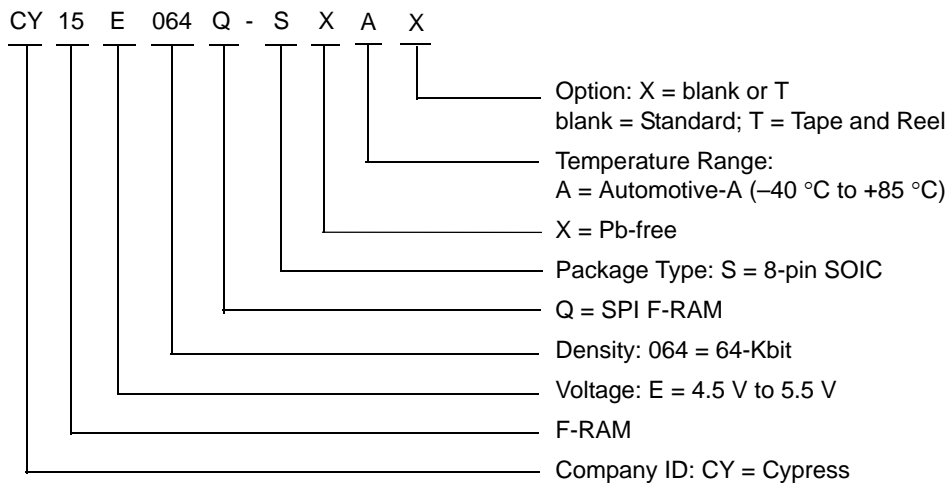 CY 15 E 064 Q - S X A X
Option: X = blank or T
blank = Standard; T = Tape and Reel
Temperature Range:
A = Automotive-A (–40 °C to +85 °C)
X = Pb-free
Package Type: S = 8-pin SOIC
Q = SPI F-RAM
Density: 064 = 64-Kbit
Voltage: E = 4.5 V to 5.5 V
F-RAM
Company ID: CY = Cypress